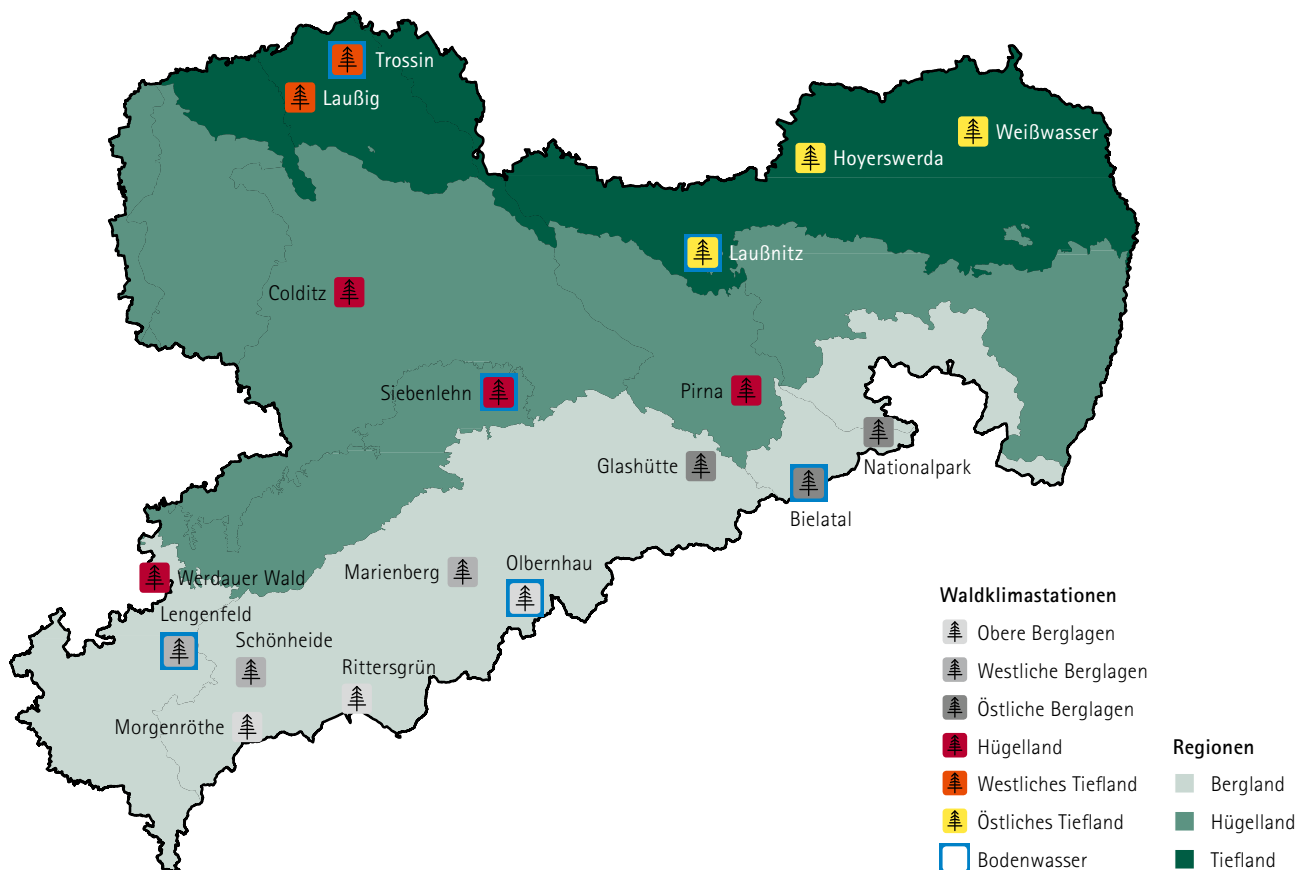 Trossin
Laußig
Weißwasser
Hoyerswerda
Laußnitz
Colditz
Siebenlehn
Pirna
Nationalpark
Glashütte
Bielatal
Olbernhau
Marienberg
Werdauer Wald
Lengenfeld
Schönheide
Rittersgrün
Morgenröthe
Waldklimastationen
Obere Berglagen
Westliche Berglagen
Östliche Berglagen
Hügelland
Westliches Tiefland
Östliches Tiefland
Bodenwasser
Regionen
Bergland
Hügelland
Tiefland